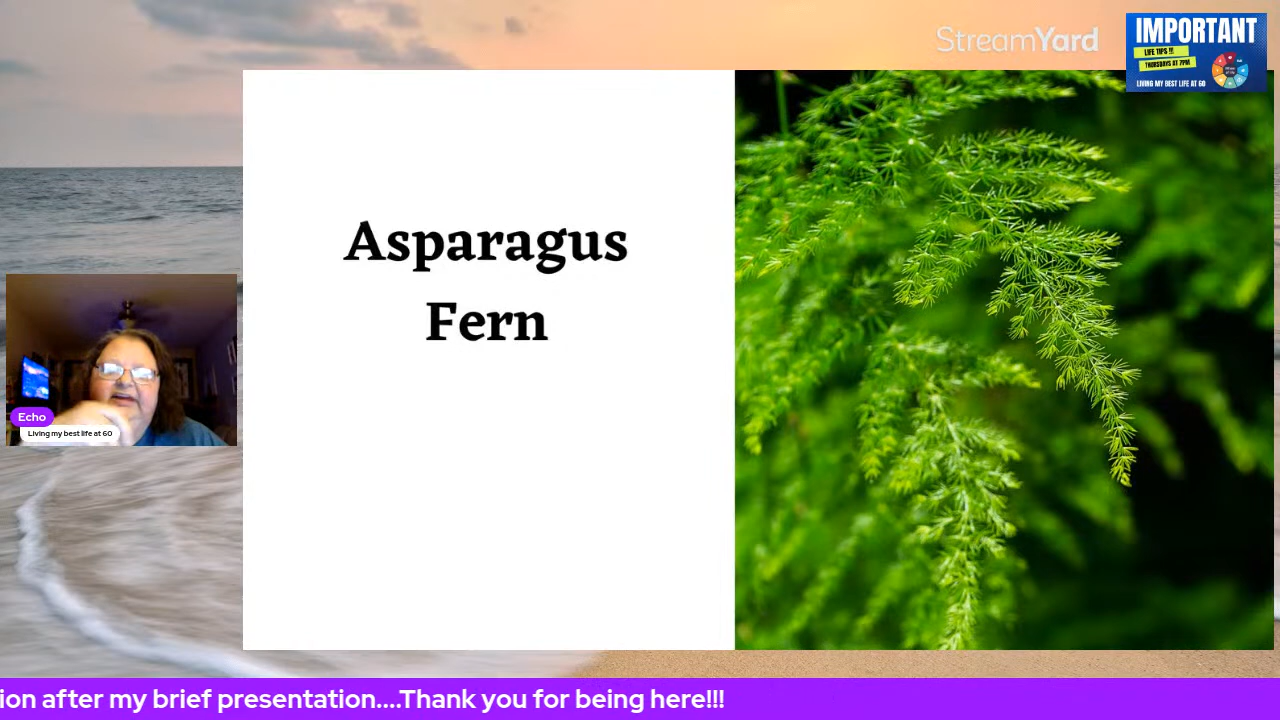 StreamYard
IMPORTANT
LIFE TIPS !!!
THURSDAYS AT 7PM
LIVING MY BEST LIFE AT 60
Asparagus
Fern
Echo
Living my best life at 60
ion after my brief presentation....Thank you for being here!!!